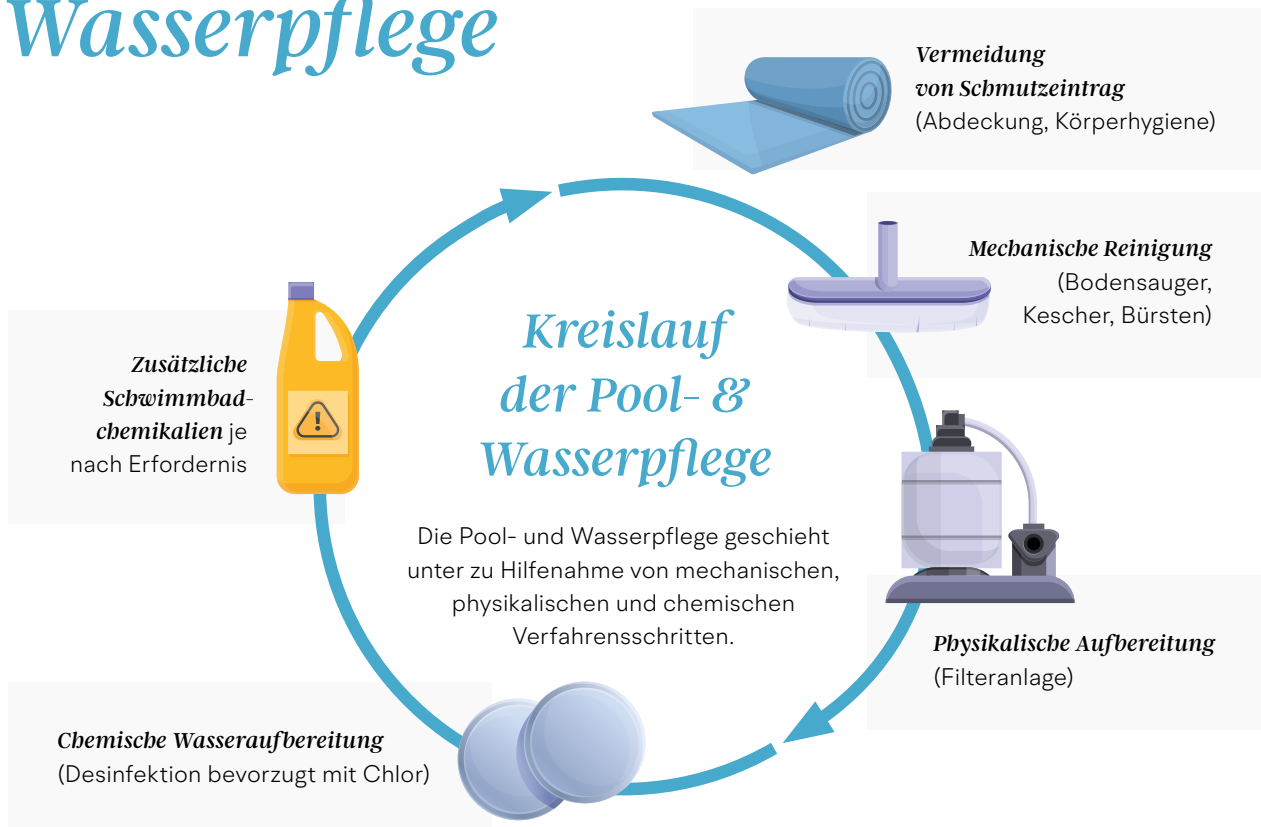 Wasserpflege
Vermeidung
von Schmutzeintrag
(Abdeckung, Körperhygiene)
Mechanische Reinigung
(Bodensauger,
Kescher, Bürsten)
Physikalische Aufbereitung
(Filteranlage)
Chemische Wasseraufbereitung
(Desinfektion bevorzugt mit Chlor)
Zusätzliche
Schwimmbad-
chemikalien je
nach Erfordernis
Kreislauf
der Pool- &
Wasserpflege
Die Pool- und Wasserpflege geschieht
unter zu Hilfenahme von mechanischen,
physikalischen und chemischen
Verfahrensschritten.